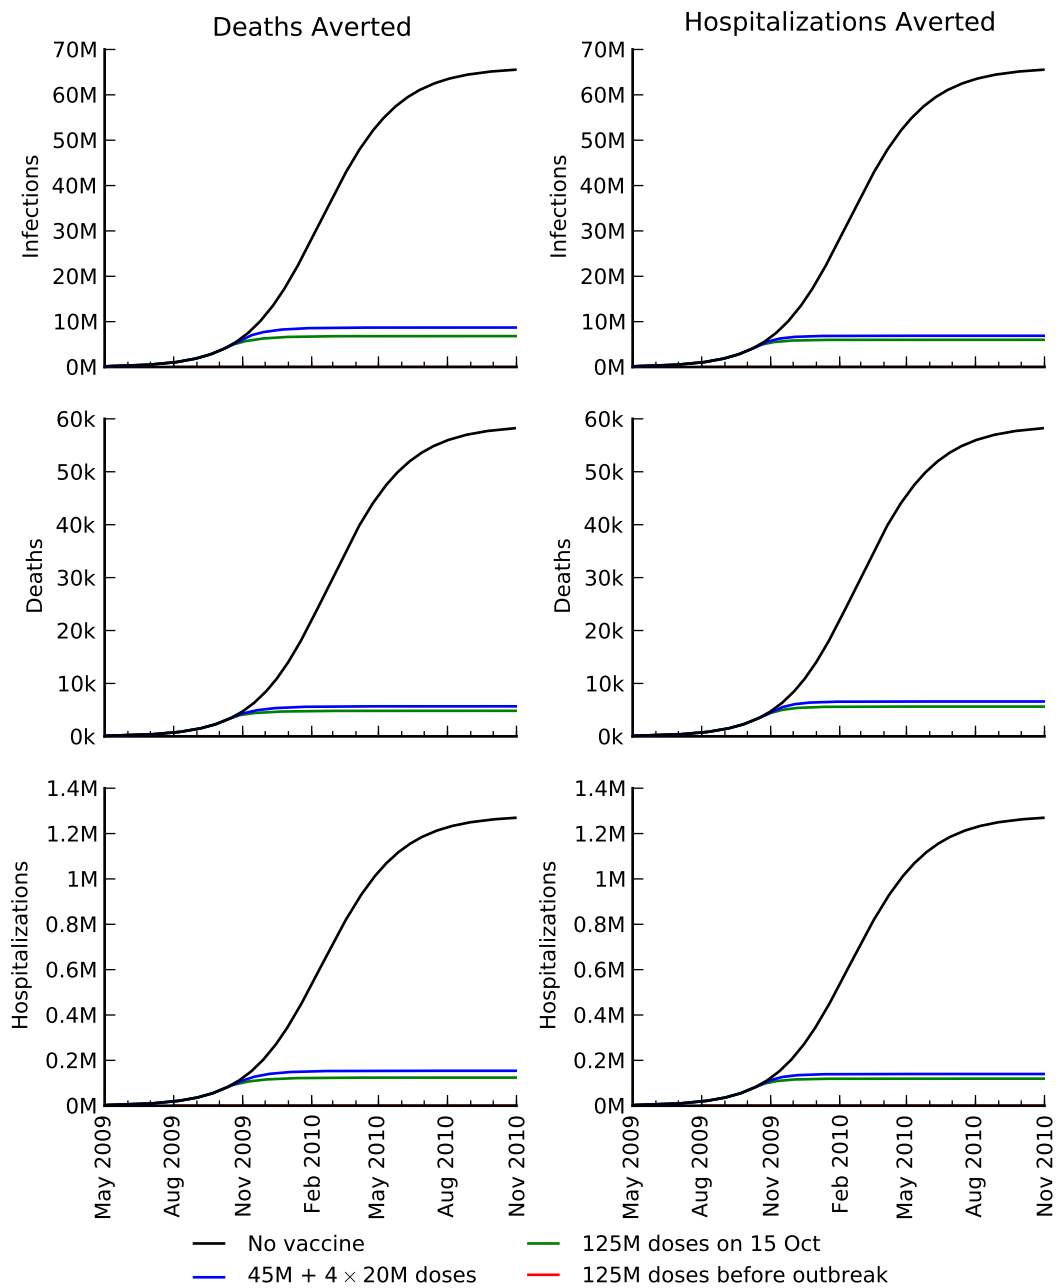 Deaths Averted
Hospitalizations Averted
70M
60M
50M
40M
30M
20M
10M
0M
Infections
70M
60M
50M
40M
30M
20M
10M
0M
Infections
60k
50k
40k
30k
20k
10k
0k
Deaths
60k
50k
40k
30k
20k
10k
0k
Deaths
1.4M
1.2M
1M
0.8M
0.6M
0.4M
0.2M
0M
Hospitalizations
May 2009
Aug 2009
Nov 2009
Feb 2010
May 2010
Aug 2010
Nov 2010
1.4M
1.2M
1M
0.8M
0.6M
0.4M
0.2M
0M
Hospitalizations
May 2009
Aug 2009
Nov 2009
Feb 2010
May 2010
Aug 2010
Nov 2010
No vaccine
45M + 4 × 20M doses
125M doses on 15 Oct
125M doses before outbreak